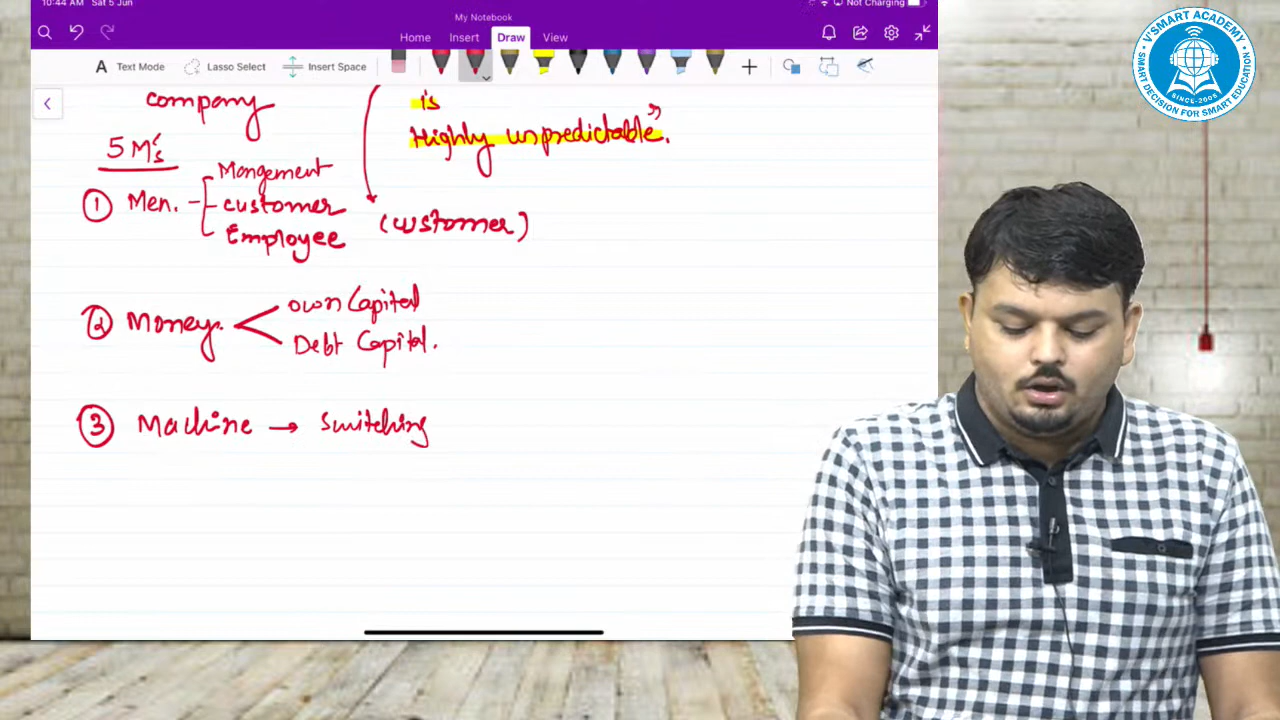 10:44 AM Sat 5 Jun
Not Charging
My Notebook
Home Insert Draw View
Text Mode Lasso Select Insert Space
company
is
Highly unpredictable".
5 M's
① Men. - Mangement
customer
Employee
(customer)
② Money. own Capital
Debt Capital.
③ Machine → Switching
V'SMART ACADEMY
SINCE-2006
SMART DECISION FOR SMART EDUCATION